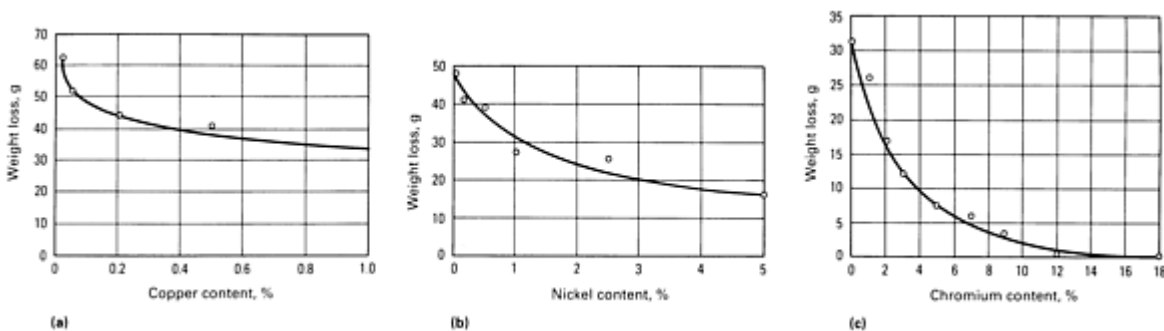 70
60
50
40
30
20
10
0
Weight loss, g
0 0.2 0.4 0.6 0.8 1.0
Copper content, %
(a)
50
40
30
20
10
0
Weight loss, g
0 1 2 3 4 5
Nickel content, %
(b)
35
30
25
20
15
10
5
0
Weight loss, g
0 2 4 6 8 10 12 14 16 18
Chromium content, %
(c)